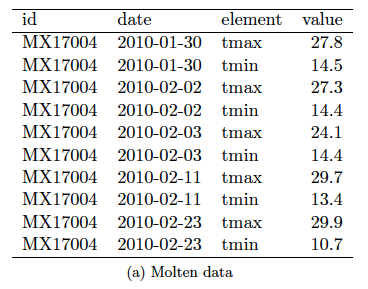 id date element value
MX17004 2010-01-30 tmax 27.8
MX17004 2010-01-30 tmin 14.5
MX17004 2010-02-02 tmax 27.3
MX17004 2010-02-02 tmin 14.4
MX17004 2010-02-03 tmax 24.1
MX17004 2010-02-03 tmin 14.4
MX17004 2010-02-11 tmax 29.7
MX17004 2010-02-11 tmin 13.4
MX17004 2010-02-23 tmax 29.9
MX17004 2010-02-23 tmin 10.7
(a) Molten data